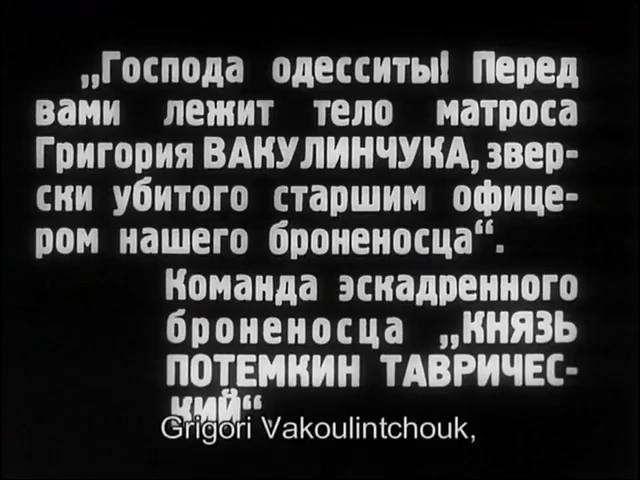 „Господа одесситы! Перед
вами лежит тело матроса
Григория ВАКУЛИНЧУКА, звер-
ски убитого старшим офице-
ром нашего броненосца“.
Команда эскадренного
броненосца „КНЯЗЬ
ПОТЕМКИН ТАВРИЧЕС-
КИЙ“
Grigori Vakoulintchouk,